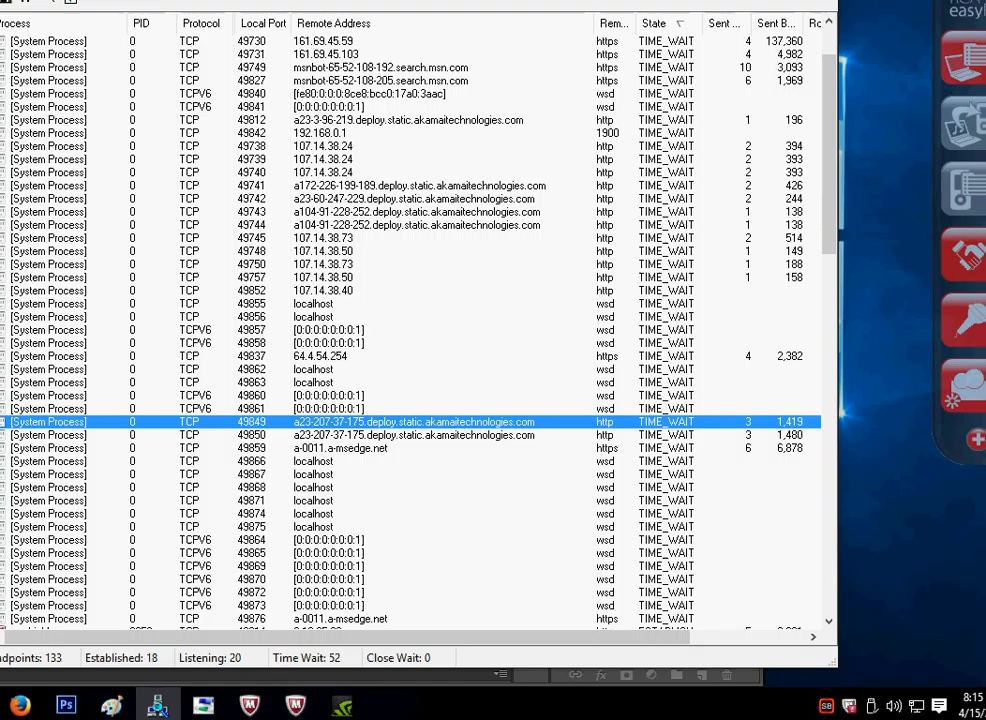 rocess PID Protocol Local Port Remote Address Rem... State Sent ... Sent B... Rc
[System Process] 0 TCP 49730 161.69.45.59 https TIME_WAIT 4 137,360
[System Process] 0 TCP 49731 161.69.45.103 https TIME_WAIT 4 4,982
[System Process] 0 TCP 49749 msnbot-65-52-108-192.search.msn.com https TIME_WAIT 10 3,093
[System Process] 0 TCP 49827 msnbot-65-52-108-205.search.msn.com https TIME_WAIT 6 1,969
[System Process] 0 TCPV6 49840 [fe80:0:0:0:8ce8:bcc0:17a0:3aac] wsd TIME_WAIT
[System Process] 0 TCPV6 49841 [0:0:0:0:0:0:0:1] wsd TIME_WAIT
[System Process] 0 TCP 49812 a23-3-96-219.deploy.static.akamaitechnologies.com http TIME_WAIT 1 196
[System Process] 0 TCP 49842 192.168.0.1 1900 TIME_WAIT
[System Process] 0 TCP 49738 107.14.38.24 http TIME_WAIT 2 394
[System Process] 0 TCP 49739 107.14.38.24 http TIME_WAIT 2 393
[System Process] 0 TCP 49740 107.14.38.24 http TIME_WAIT 2 393
[System Process] 0 TCP 49741 a172-226-199-189.deploy.static.akamaitechnologies.com http TIME_WAIT 2 426
[System Process] 0 TCP 49742 a23-60-247-229.deploy.static.akamaitechnologies.com http TIME_WAIT 2 244
[System Process] 0 TCP 49743 a104-91-228-252.deploy.static.akamaitechnologies.com http TIME_WAIT 1 138
[System Process] 0 TCP 49744 a104-91-228-252.deploy.static.akamaitechnologies.com http TIME_WAIT 1 138
[System Process] 0 TCP 49745 107.14.38.73 http TIME_WAIT 2 514
[System Process] 0 TCP 49748 107.14.38.50 http TIME_WAIT 1 149
[System Process] 0 TCP 49750 107.14.38.73 http TIME_WAIT 1 188
[System Process] 0 TCP 49757 107.14.38.50 http TIME_WAIT 1 158
[System Process] 0 TCP 49852 107.14.38.40 http TIME_WAIT
[System Process] 0 TCP 49855 localhost wsd TIME_WAIT
[System Process] 0 TCP 49856 localhost wsd TIME_WAIT
[System Process] 0 TCPV6 49857 [0:0:0:0:0:0:0:1] wsd TIME_WAIT
[System Process] 0 TCPV6 49858 [0:0:0:0:0:0:0:1] wsd TIME_WAIT
[System Process] 0 TCP 49837 64.4.54.254 https TIME_WAIT 4 2,382
[System Process] 0 TCP 49862 localhost wsd TIME_WAIT
[System Process] 0 TCP 49863 localhost wsd TIME_WAIT
[System Process] 0 TCPV6 49860 [0:0:0:0:0:0:0:1] wsd TIME_WAIT
[System Process] 0 TCPV6 49861 [0:0:0:0:0:0:0:1] wsd TIME_WAIT
[System Process] 0 TCP 49849 a23-207-37-175.deploy.static.akamaitechnologies.com http TIME_WAIT 3 1,419
[System Process] 0 TCP 49850 a23-207-37-175.deploy.static.akamaitechnologies.com http TIME_WAIT 3 1,480
[System Process] 0 TCP 49859 a-0011.a-msedge.net https TIME_WAIT 6 6,878
[System Process] 0 TCP 49866 localhost wsd TIME_WAIT
[System Process] 0 TCP 49867 localhost wsd TIME_WAIT
[System Process] 0 TCP 49868 localhost wsd TIME_WAIT
[System Process] 0 TCP 49871 localhost wsd TIME_WAIT
[System Process] 0 TCP 49874 localhost wsd TIME_WAIT
[System Process] 0 TCP 49875 localhost wsd TIME_WAIT
[System Process] 0 TCPV6 49864 [0:0:0:0:0:0:0:1] wsd TIME_WAIT
[System Process] 0 TCPV6 49865 [0:0:0:0:0:0:0:1] wsd TIME_WAIT
[System Process] 0 TCPV6 49869 [0:0:0:0:0:0:0:1] wsd TIME_WAIT
[System Process] 0 TCPV6 49870 [0:0:0:0:0:0:0:1] wsd TIME_WAIT
[System Process] 0 TCPV6 49872 [0:0:0:0:0:0:0:1] wsd TIME_WAIT
[System Process] 0 TCPV6 49873 [0:0:0:0:0:0:0:1] wsd TIME_WAIT
[System Process] 0 TCP 49876 a-0011.a-msedge.net https TIME_WAIT
ndpoints: 133 Established: 18 Listening: 20 Time Wait: 52 Close Wait: 0
easy
fx
Ps
SB
8:15
4/15/